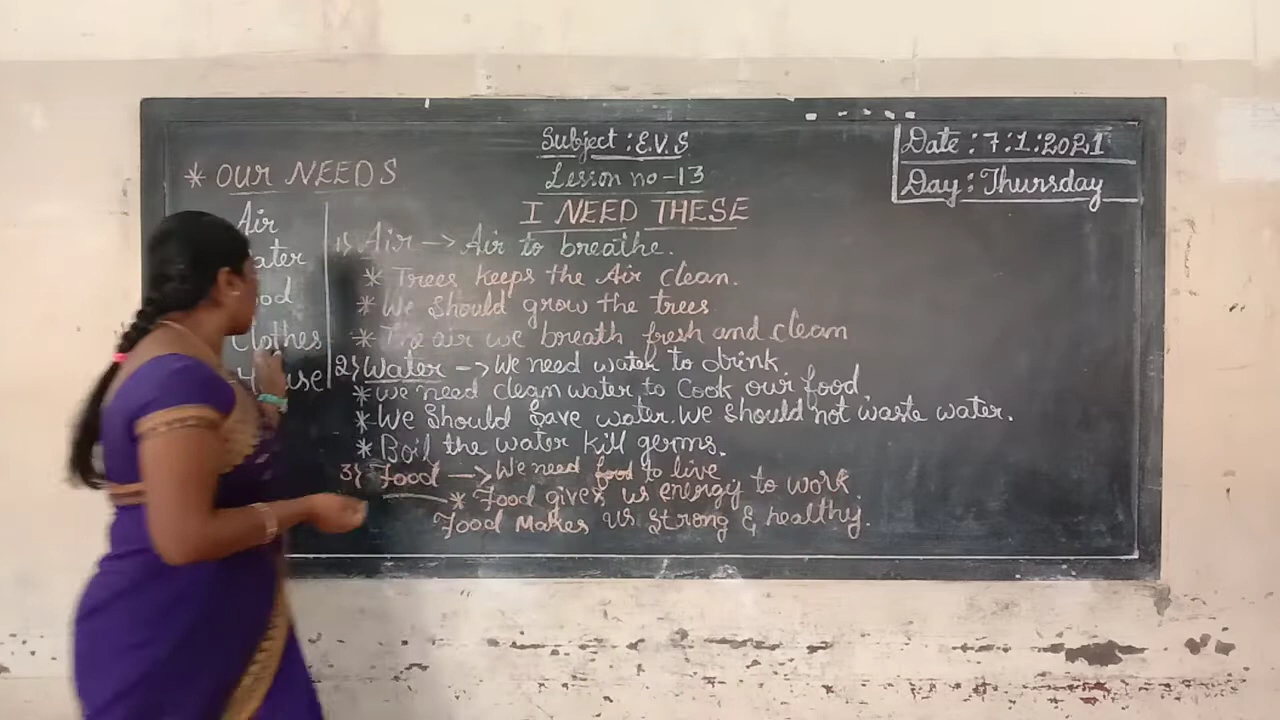 Subject : E.V.S
Lesson no-13
I NEED THESE
Date : 7:1:2021
Day : Thursday
* OUR NEEDS
Air
ater
od
Clothes
House
1) Air -> Air to breathe.
* Trees keeps the Air clean.
* We Should grow the trees
* The air we breath fresh and clean
2) Water -> We need water to drink.
* we need clean water to Cook our food
* We Should Save water. We Should not waste water.
* Boil the water kill germs.
3) Food -> We need food to live
* Food gives us energy to work.
Food Makes us Strong & healthy.